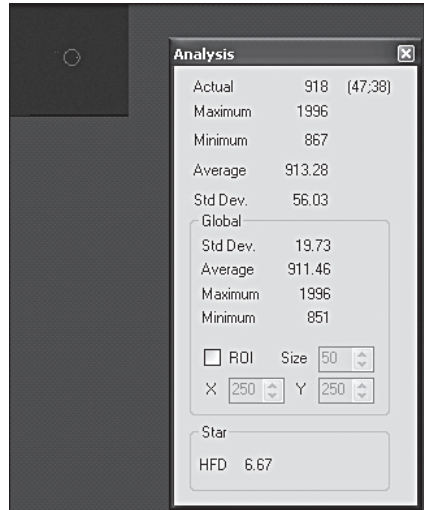 Analysis
Actual 918 (47;38)
Maximum 1996
Minimum 867
Average 913.28
Std Dev. 56.03
Global
Std Dev. 19.73
Average 911.46
Maximum 1996
Minimum 851
ROI Size 50
X 250 Y 250
Star
HFD 6.67